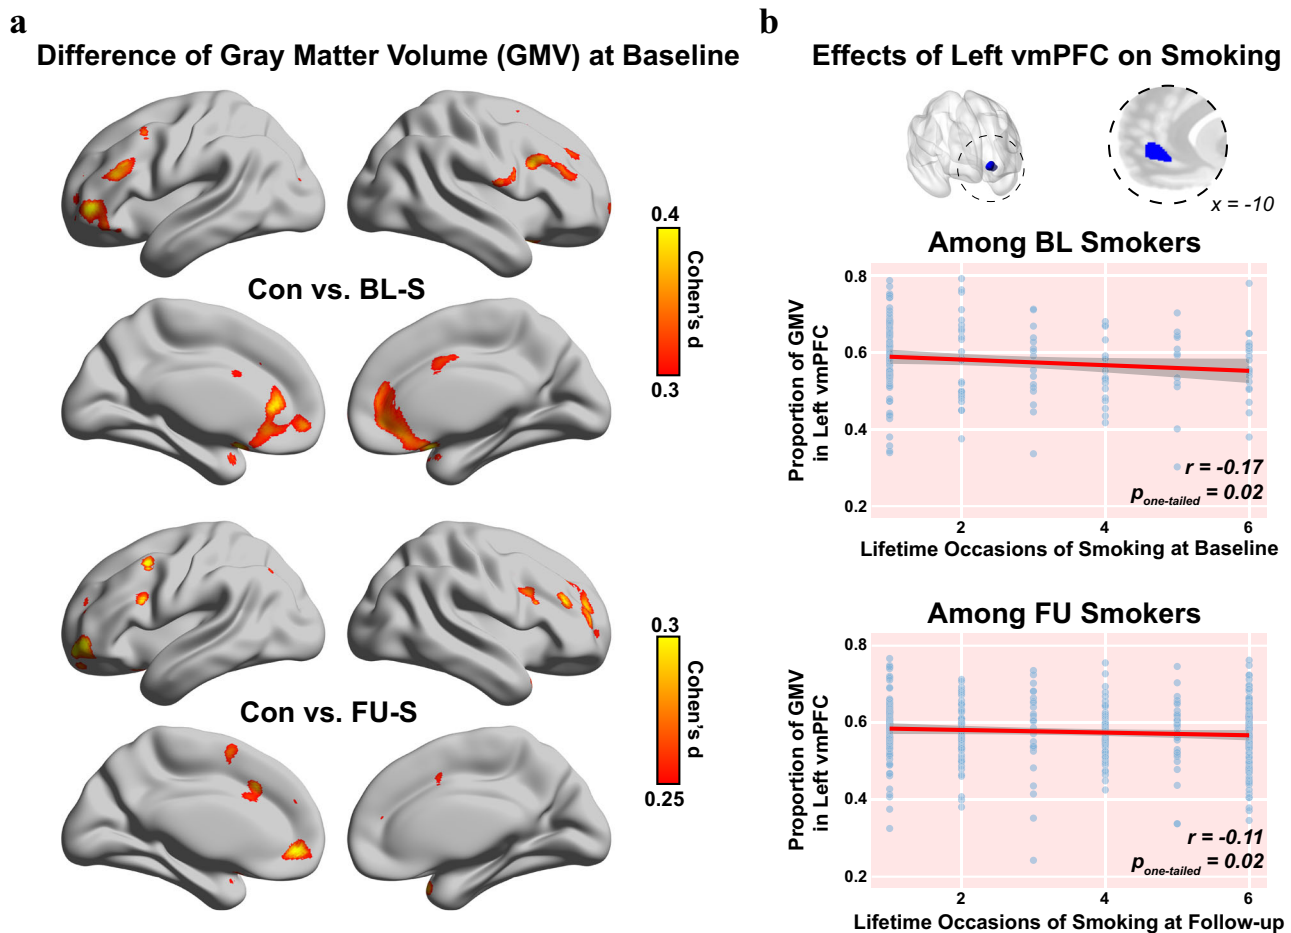 a
Difference of Gray Matter Volume (GMV) at Baseline
Con vs. BL-S
0.4
Cohen's d
0.3
Con vs. FU-S
0.3
Cohen's d
0.25
b
Effects of Left vmPFC on Smoking
x = -10
Among BL Smokers
Proportion of GMV
in Left vmPFC
0.8
0.6
0.4
0.2
r = -0.17
p one-tailed = 0.02
2 4 6
Lifetime Occasions of Smoking at Baseline
Among FU Smokers
Proportion of GMV
in Left vmPFC
0.8
0.6
0.4
0.2
r = -0.11
p one-tailed = 0.02
2 4 6
Lifetime Occasions of Smoking at Follow-up